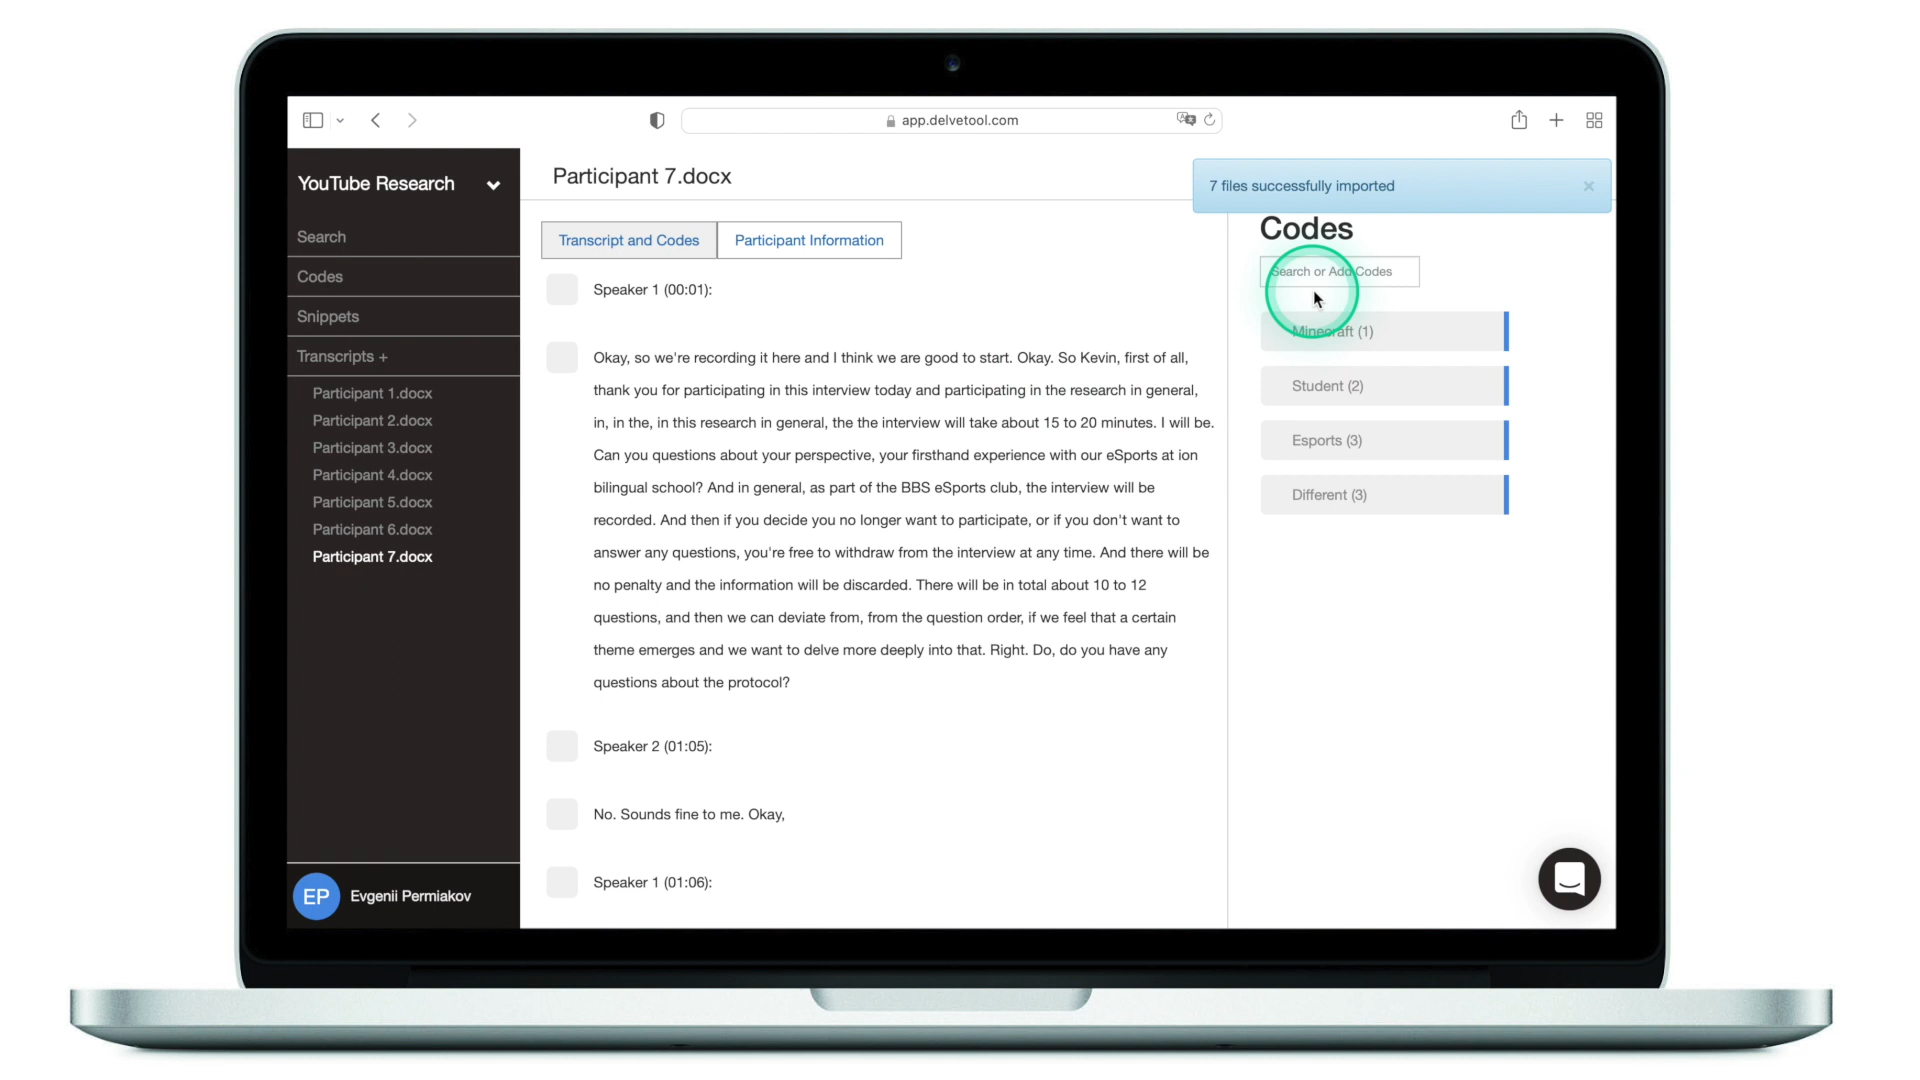 app.delvetool.com
YouTube Research
Search
Codes
Snippets
Transcripts +
Participant 1.docx
Participant 2.docx
Participant 3.docx
Participant 4.docx
Participant 5.docx
Participant 6.docx
Participant 7.docx
EP Evgenii Permiakov
Participant 7.docx
Transcript and Codes
Participant Information
Speaker 1 (00:01):
Okay, so we're recording it here and I think we are good to start. Okay. So Kevin, first of all,
thank you for participating in this interview today and participating in the research in general,
in, in the, in this research in general, the the interview will take about 15 to 20 minutes. I will be.
Can you questions about your perspective, your firsthand experience with our eSports at ion
bilingual school? And in general, as part of the BBS eSports club, the interview will be
recorded. And then if you decide you no longer want to participate, or if you don't want to
answer any questions, you're free to withdraw from the interview at any time. And there will be
no penalty and the information will be discarded. There will be in total about 10 to 12
questions, and then we can deviate from, from the question order, if we feel that a certain
theme emerges and we want to delve more deeply into that. Right. Do, do you have any
questions about the protocol?
Speaker 2 (01:05):
No. Sounds fine to me. Okay,
Speaker 1 (01:06):
7 files successfully imported ×
Codes
Search or Add Codes
Minecraft (1)
Student (2)
Esports (3)
Different (3)